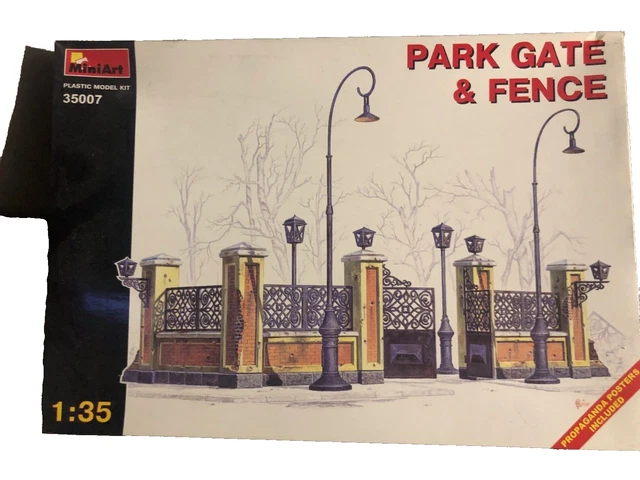 MiniArt
PLASTIC MODEL KIT
35007
PARK GATE
& FENCE
1:35
PROPAGANDA POSTERS
INCLUDED